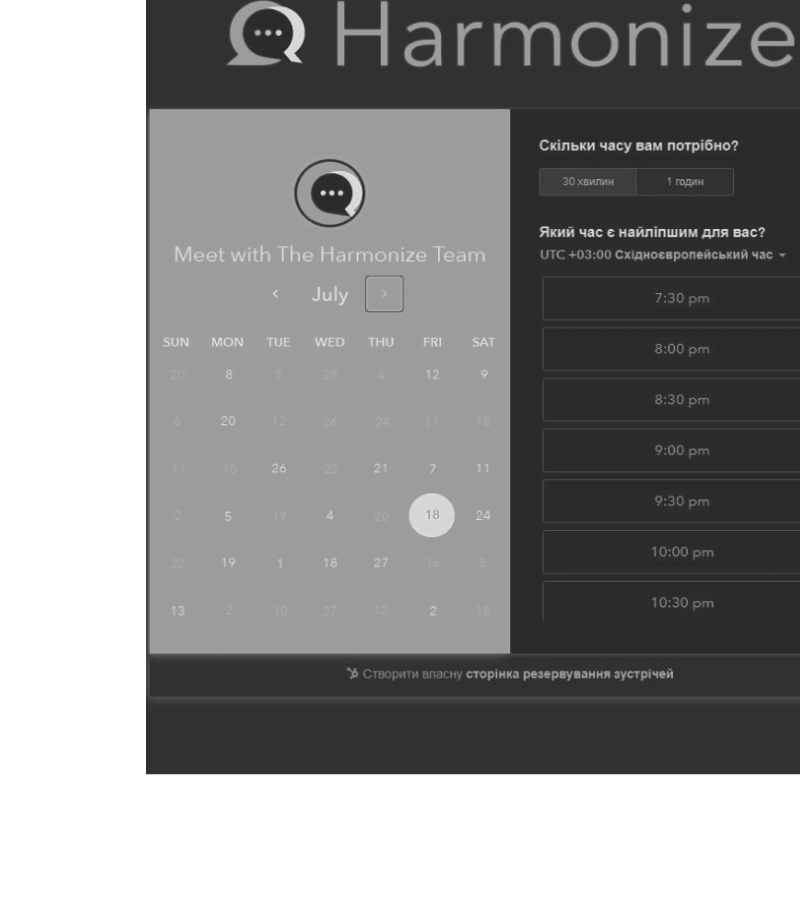 Harmonize
Meet with The Harmonize Team
July
SUN MON TUE WED THU FRI SAT
20 8 5 28 4 12 9
6 20 12 26 24 11 18
17 10 26 22 21 7 11
2 5 19 4 20 18 24
22 19 1 18 27 16 5
13 2 10 27 12 2 18
Скільки часу вам потрібно?
30 хвилин 1 годин
Який час є найліпшим для вас?
UTC +03:00 Східноєвропейський час
7:30 pm
8:00 pm
8:30 pm
9:00 pm
9:30 pm
10:00 pm
10:30 pm
Створити власну сторінка резервування зустрічей